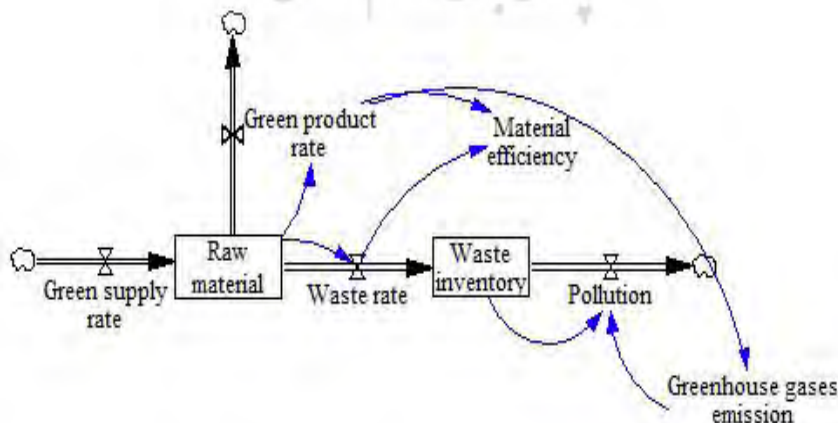 Green product
rate
Material
efficiency
Raw
material
Waste
inventory
Green supply
rate
Waste rate
Pollution
Greenhouse gases
emission